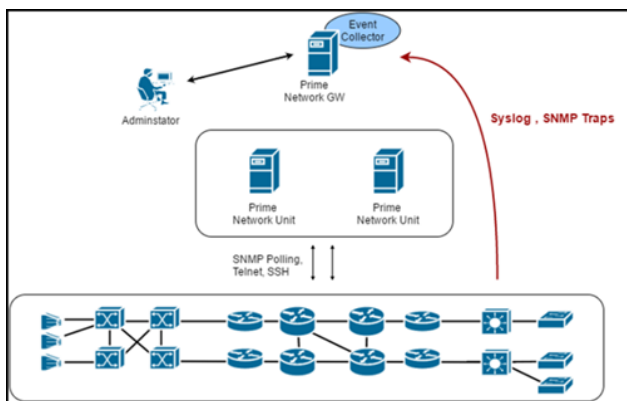 Event
Collector
Prime
Network GW
Adminstator
Syslog , SNMP Traps
Prime
Network Unit
Prime
Network Unit
SNMP Polling,
Telnet, SSH